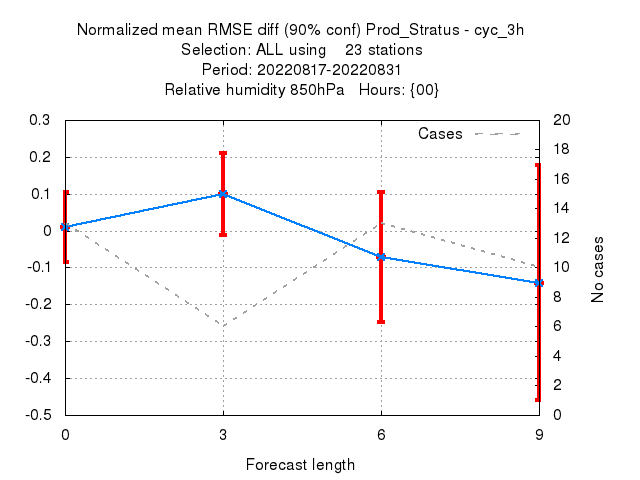 Normalized mean RMSE diff (90% conf) Prod_Stratus - cyc_3h
Selection: ALL using    23 stations
Period: 20220817-20220831
Relative humidity 850hPa   Hours: {00}
Cases
0.3
0.2
0.1
0
-0.1
-0.2
-0.3
-0.4
-0.5
20
18
16
14
12
10
8
6
4
2
0
No cases
0 3 6 9
Forecast length